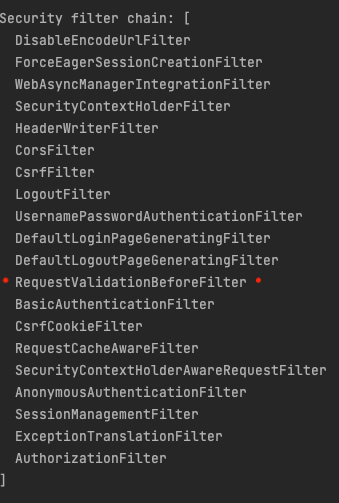 Security filter chain: [
DisableEncodeUrlFilter
ForceEagerSessionCreationFilter
WebAsyncManagerIntegrationFilter
SecurityContextHolderFilter
HeaderWriterFilter
CorsFilter
CsrfFilter
LogoutFilter
UsernamePasswordAuthenticationFilter
DefaultLoginPageGeneratingFilter
DefaultLogoutPageGeneratingFilter
RequestValidationBeforeFilter
BasicAuthenticationFilter
CsrfCookieFilter
RequestCacheAwareFilter
SecurityContextHolderAwareRequestFilter
AnonymousAuthenticationFilter
SessionManagementFilter
ExceptionTranslationFilter
AuthorizationFilter
]